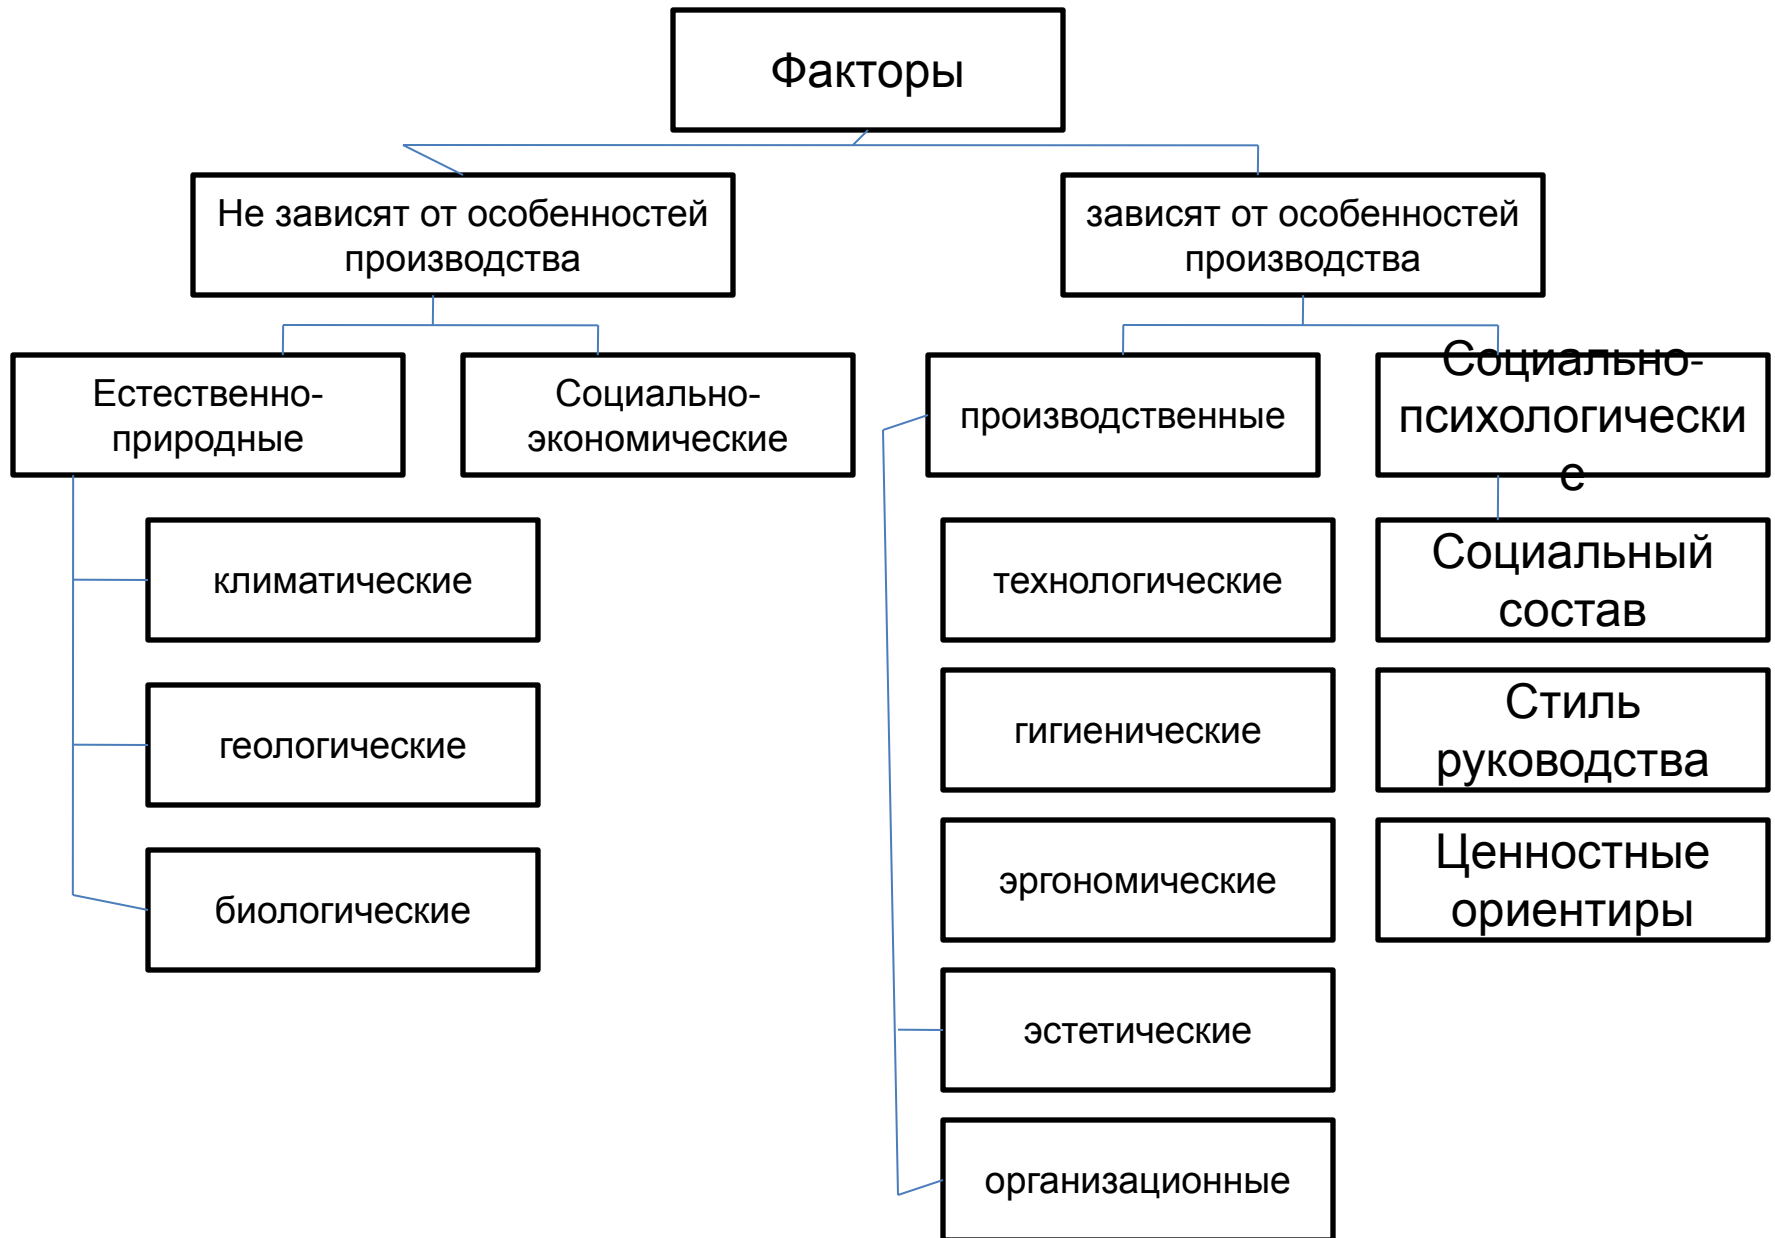 Факторы
Не зависят от особенностей
производства
зависят от особенностей
производства
Естественно-
природные
Социально-
экономические
производственные
Социально-
психологически
е
климатические
геологические
биологические
технологические
гигиенические
эргономические
эстетические
организационные
Социальный
состав
Стиль
руководства
Ценностные
ориентиры